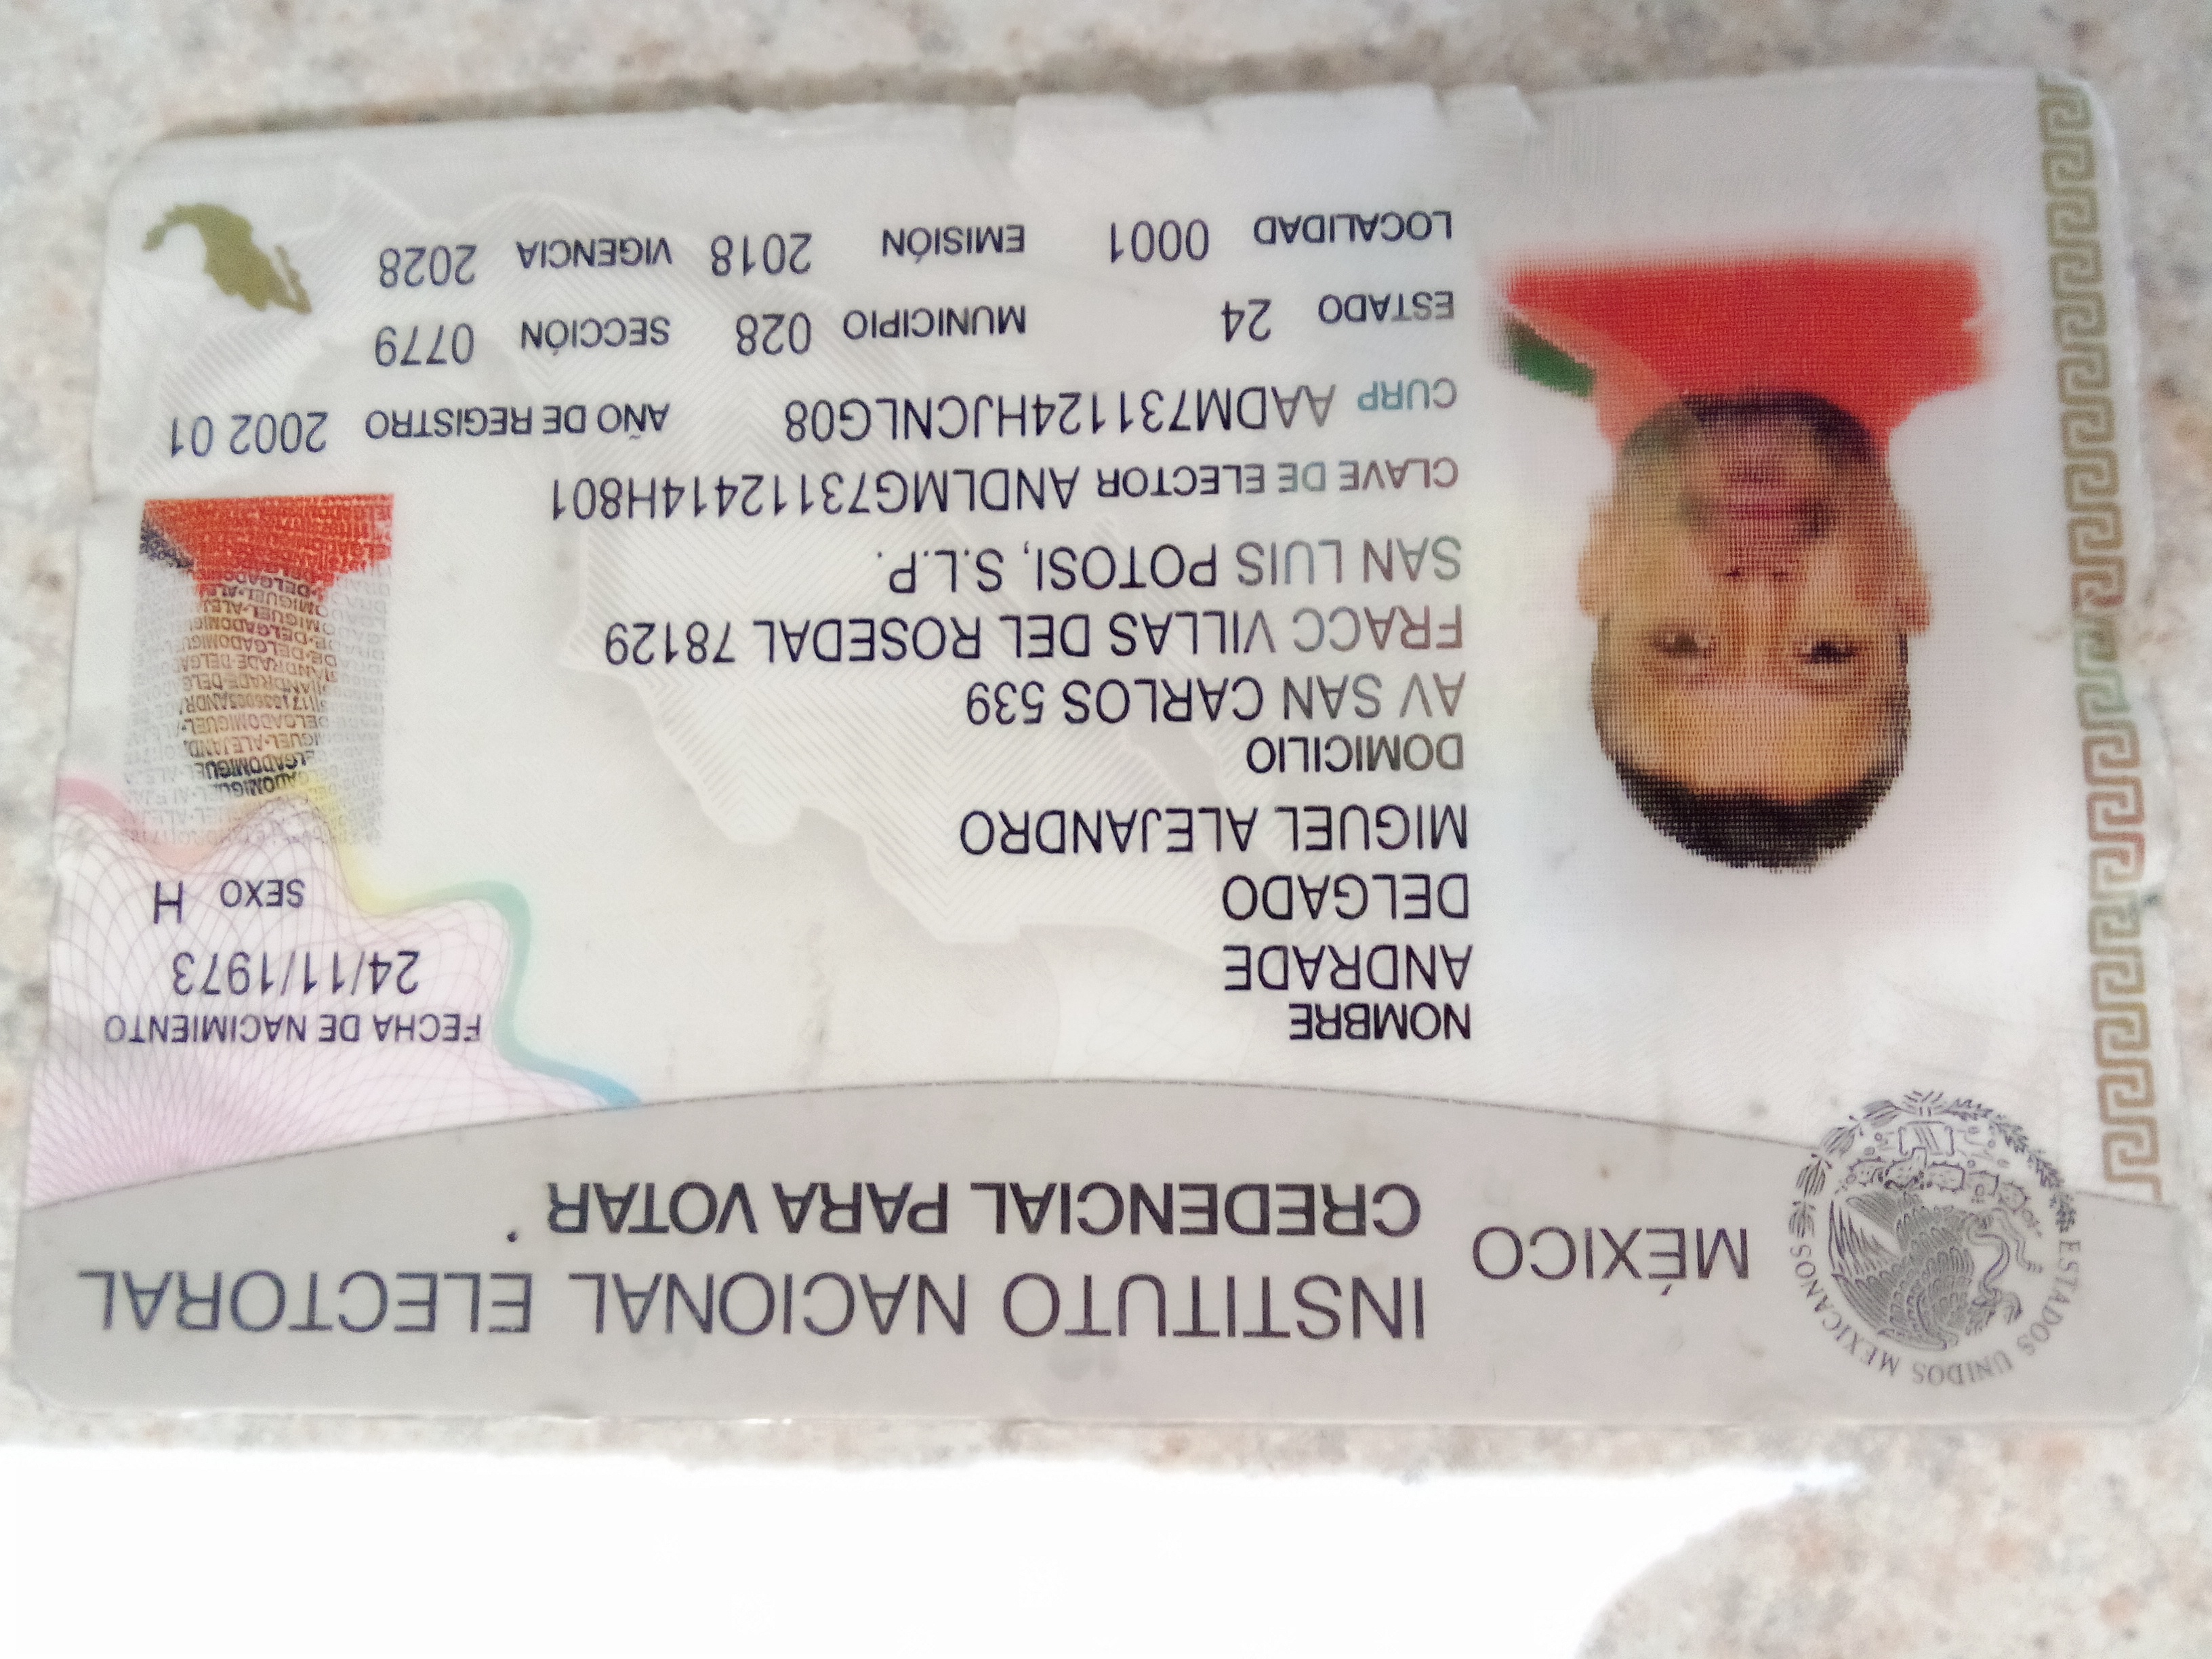 MÉXICO
INSTITUTO NACIONAL ELECTORAL
CREDENCIAL PARA VOTAR
ESTADOS UNIDOS MEXICANOS
NOMBRE
ANDRADE
DELGADO
MIGUEL ALEJANDRO
FECHA DE NACIMIENTO
24/11/1973
SEXO H
DOMICILIO
AV SAN CARLOS 539
FRACC VILLAS DEL ROSEDAL 78129
SAN LUIS POTOSI, S.L.P.
CLAVE DE ELECTOR ANDLMG73112414H801
CURP AADM731124HJCNLG08 AÑO DE REGISTRO 2002 01
ESTADO 24 MUNICIPIO 028 SECCIÓN 0779
LOCALIDAD 0001 EMISIÓN 2018 VIGENCIA 2028